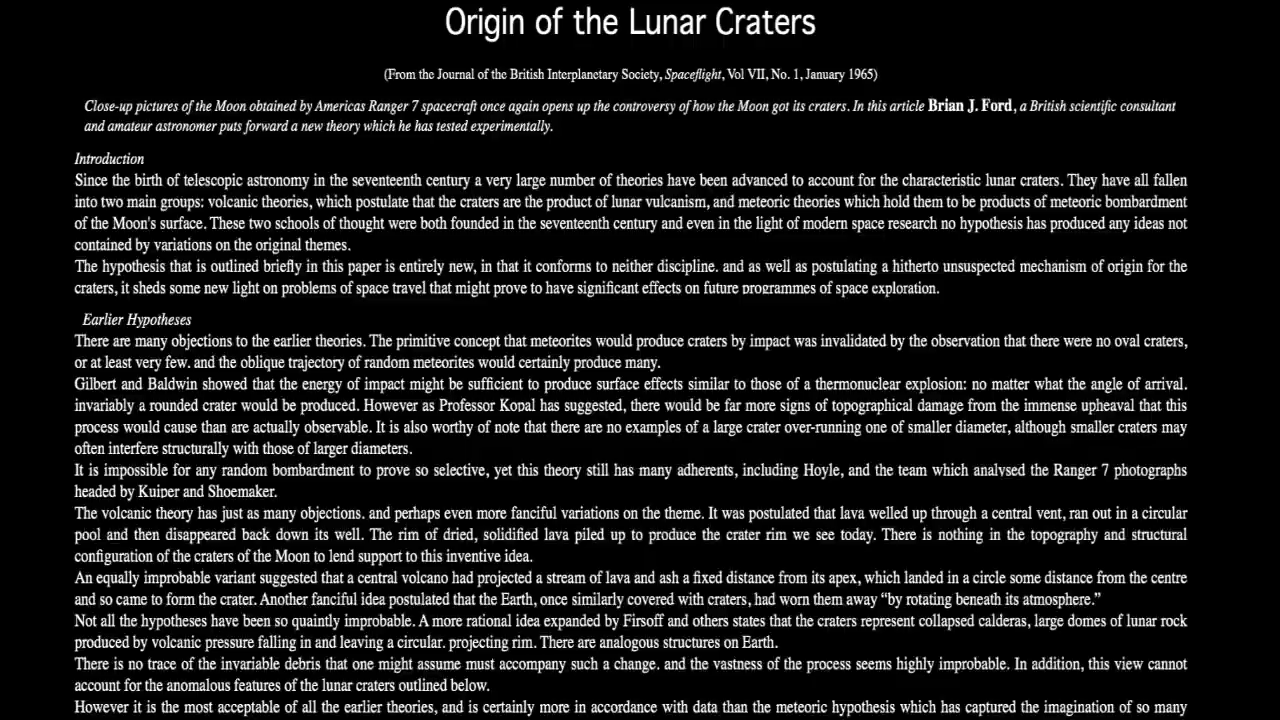 Origin of the Lunar Craters
(From the Journal of the British Interplanetary Society, Spaceflight, Vol VII, No. 1, January 1965)
Close-up pictures of the Moon obtained by Americas Ranger 7 spacecraft once again opens up the controversy of how the Moon got its craters. In this article Brian J. Ford, a British scientific consultant
and amateur astronomer puts forward a new theory which he has tested experimentally.
Introduction
Since the birth of telescopic astronomy in the seventeenth century a very large number of theories have been advanced to account for the characteristic lunar craters. They have all fallen
into two main groups: volcanic theories, which postulate that the craters are the product of lunar vulcanism, and meteoric theories which hold them to be products of meteoric bombardment
of the Moon's surface. These two schools of thought were both founded in the seventeenth century and even in the light of modern space research no hypothesis has produced any ideas not
contained by variations on the original themes.
The hypothesis that is outlined briefly in this paper is entirely new, in that it conforms to neither discipline. and as well as postulating a hitherto unsuspected mechanism of origin for the
craters, it sheds some new light on problems of space travel that might prove to have significant effects on future programmes of space exploration.
Earlier Hypotheses
There are many objections to the earlier theories. The primitive concept that meteorites would produce craters by impact was invalidated by the observation that there were no oval craters,
or at least very few. and the oblique trajectory of random meteorites would certainly produce many.
Gilbert and Baldwin showed that the energy of impact might be sufficient to produce surface effects similar to those of a thermonuclear explosion: no matter what the angle of arrival.
invariably a rounded crater would be produced. However as Professor Kopal has suggested, there would be far more signs of topographical damage from the immense upheaval that this
process would cause than are actually observable. It is also worthy of note that there are no examples of a large crater over-running one of smaller diameter, although smaller craters may
often interfere structurally with those of larger diameters.
It is impossible for any random bombardment to prove so selective, yet this theory still has many adherents, including Hoyle, and the team which analysed the Ranger 7 photographs
headed by Kuiper and Shoemaker.
The volcanic theory has just as many objections. and perhaps even more fanciful variations on the theme. It was postulated that lava welled up through a central vent, ran out in a circular
pool and then disappeared back down its well. The rim of dried, solidified lava piled up to produce the crater rim we see today. There is nothing in the topography and structural
configuration of the craters of the Moon to lend support to this inventive idea.
An equally improbable variant suggested that a central volcano had projected a stream of lava and ash a fixed distance from its apex, which landed in a circle some distance from the centre
and so came to form the crater. Another fanciful idea postulated that the Earth, once similarly covered with craters, had worn them away “by rotating beneath its atmosphere.”
Not all the hypotheses have been so quaintly improbable. A more rational idea expanded by Firsoff and others states that the craters represent collapsed calderas, large domes of lunar rock
produced by volcanic pressure falling in and leaving a circular. projecting rim. There are analogous structures on Earth.
There is no trace of the invariable debris that one might assume must accompany such a change. and the vastness of the process seems highly improbable. In addition, this view cannot
account for the anomalous features of the lunar craters outlined below.
However it is the most acceptable of all the earlier theories, and is certainly more in accordance with data than the meteoric hypothesis which has captured the imagination of so many